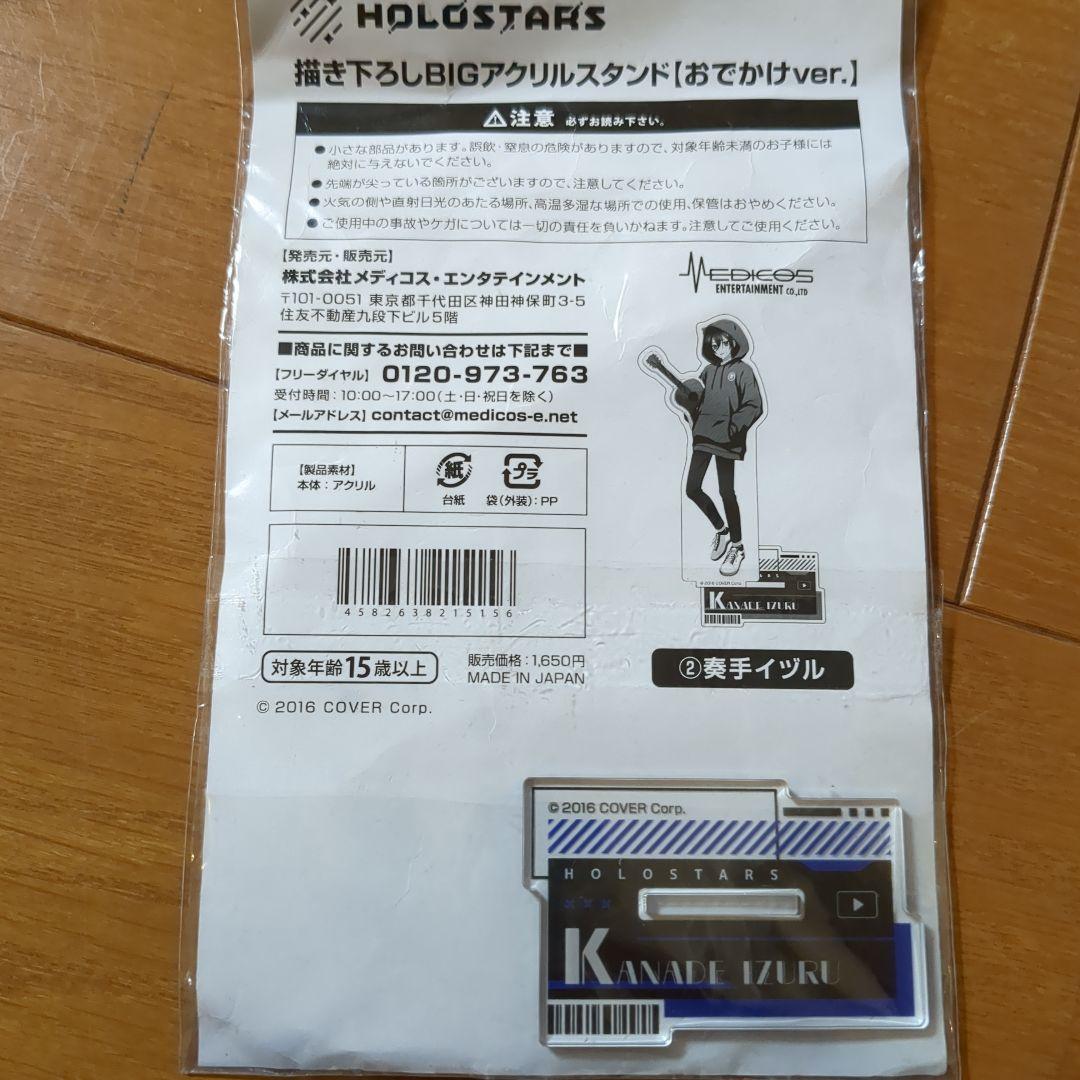 HOLOSTARS
描き下ろしBIGアクリルスタンド【おでかけver.】
⚠注意 必ずお読み下さい。
●小さな部品があります。誤飲・窒息の危険がありますので、対象年齢未満のお子様には
絶対に与えないでください。
●先端が尖っている箇所がございますので、注意してください。
●火気の側や直射日光のあたる場所、高温多湿な場所での使用、保管はおやめください。
●ご使用中の事故やケガについては一切の責任を負いかねます。注意してご使用ください。
【発売元・販売元】
株式会社メディコス・エンタテインメント
〒101-0051 東京都千代田区神田神保町3-5
住友不動産九段下ビル5階
■商品に関するお問い合わせは下記まで■
【フリーダイヤル】 0120-973-763
受付時間:10:00〜17:00(土・日・祝日を除く)
【メールアドレス】 contact@medicos-e.net
MEDICOS
ENTERTAINMENT CO.,LTD
【製品素材】
本体:アクリル
紙
台紙
プラ
袋(外装):PP
4582638215156
対象年齢15歳以上
販売価格:1,650円
MADE IN JAPAN
© 2016 COVER Corp.
© 2016 COVER Corp.
KANADE IZURU
②奏手イヅル
© 2016 COVER Corp.
HOLOSTARS
KANADE IZURU